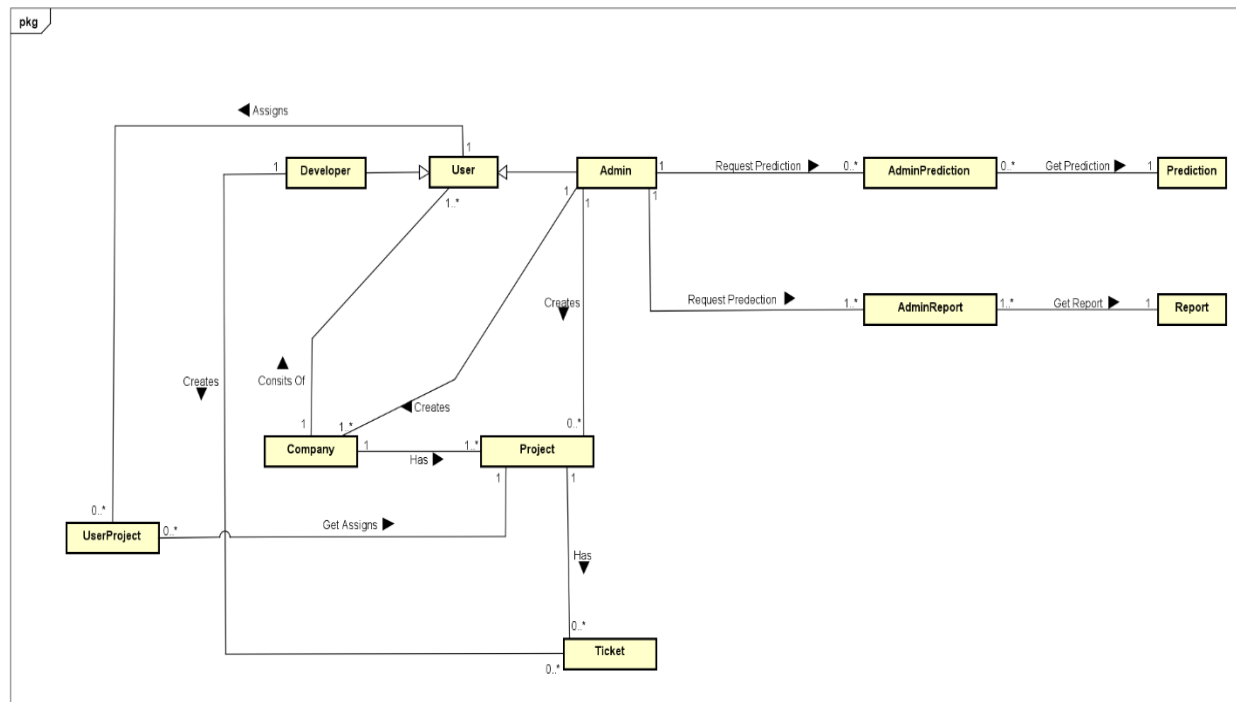 pkg
Assigns
1
1
Developer
User
Admin
1
Request Prediction
0..*
AdminPrediction
0..*
Get Prediction
1
Prediction
1..*
1
1
1
Creates
Request Predection
1..*
AdminReport
1..*
Get Report
1
Report
Creates
Consits Of
Creates
1
1..*
0..*
Company
1
Has
1..*
Project
1
1
0..*
UserProject
0..*
Get Assigns
Has
0..*
Ticket
0..*